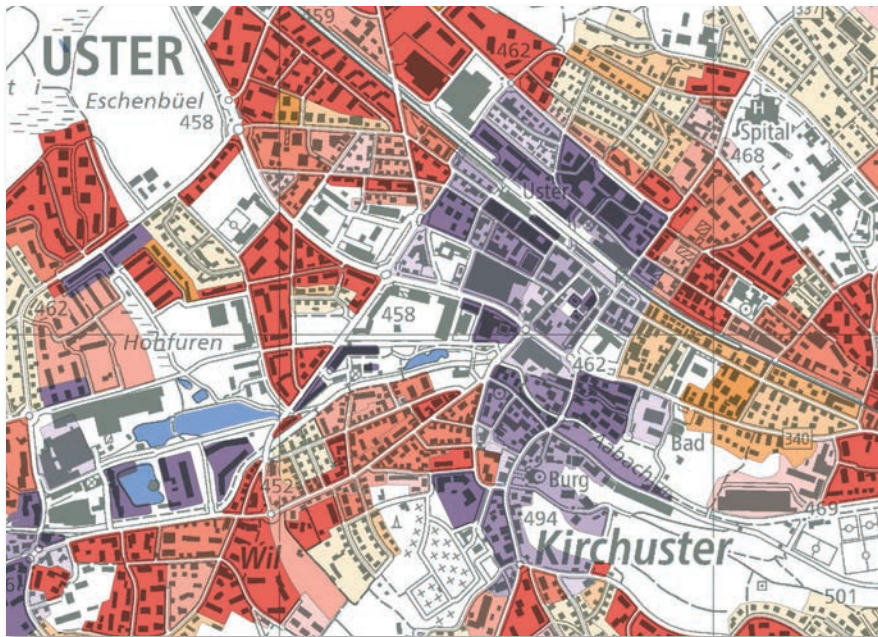 459
337
USTER
462
Eschenbüel
458
H
Spital
468
Uster
462
458
Hohfuren
462
340
Bad
Aabach
452
Burg
494
469
Wil
Kirchuster
501